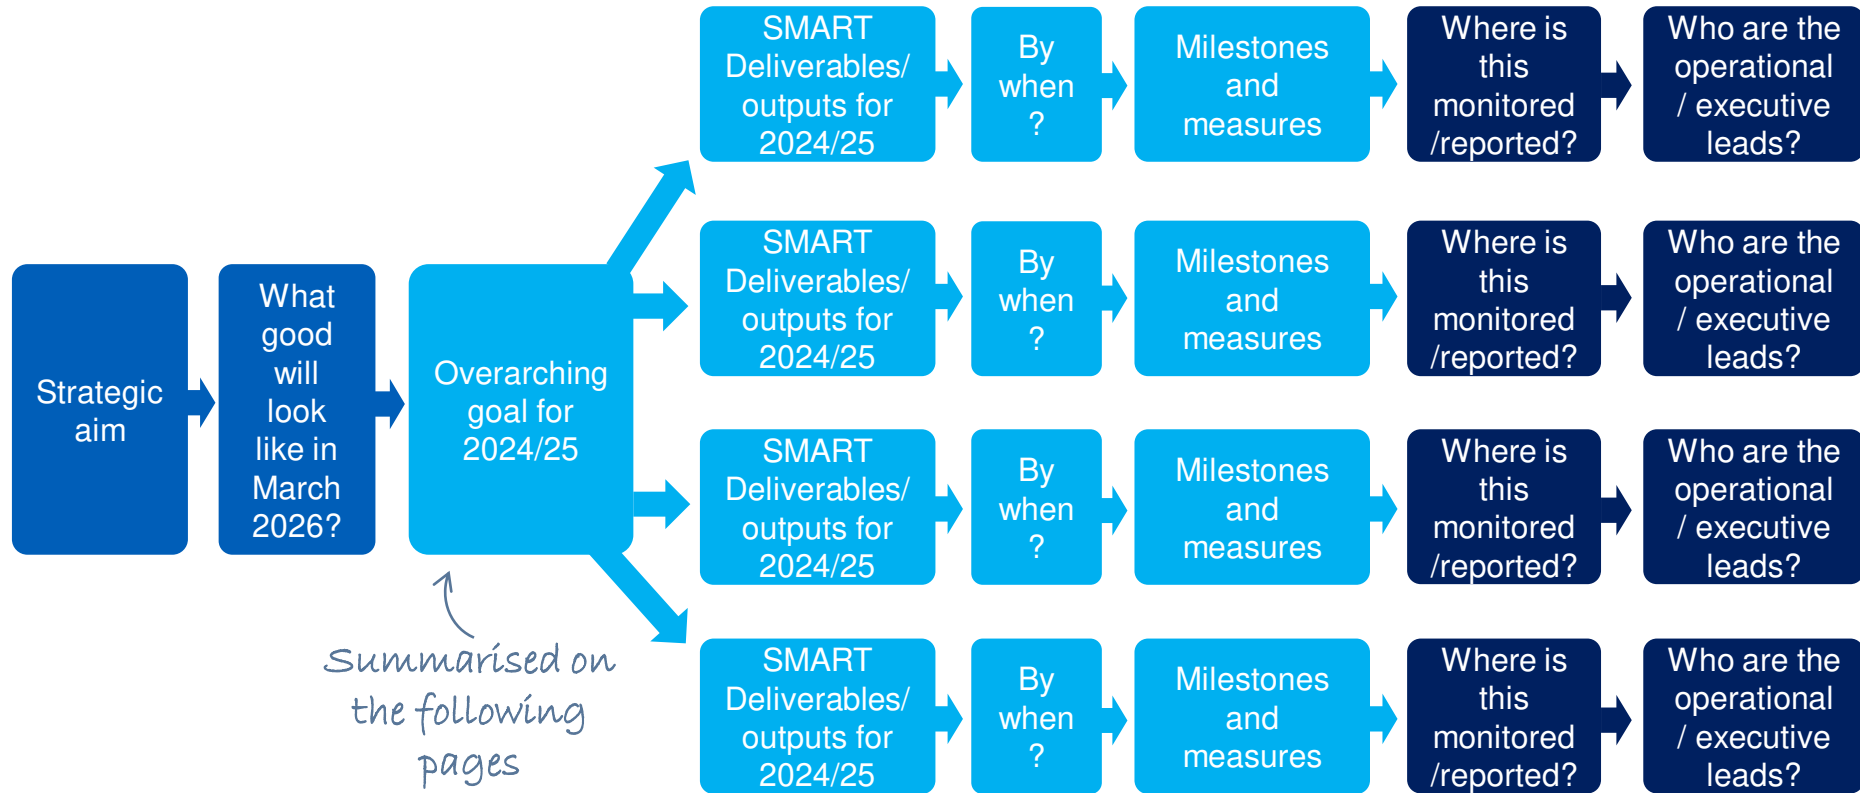 Strategic
aim
What
good
will
look
like in
March
2026?
Overarching
goal for
2024/25
Summarised on
the following
pages
SMART
Deliverables/
outputs for
2024/25
By
when
?
Milestones
and
measures
Where is
this
monitored
/reported?
Who are the
operational
/ executive
leads?
SMART
Deliverables/
outputs for
2024/25
By
when
?
Milestones
and
measures
Where is
this
monitored
/reported?
Who are the
operational
/ executive
leads?
SMART
Deliverables/
outputs for
2024/25
By
when
?
Milestones
and
measures
Where is
this
monitored
/reported?
Who are the
operational
/ executive
leads?
SMART
Deliverables/
outputs for
2024/25
By
when
?
Milestones
and
measures
Where is
this
monitored
/reported?
Who are the
operational
/ executive
leads?